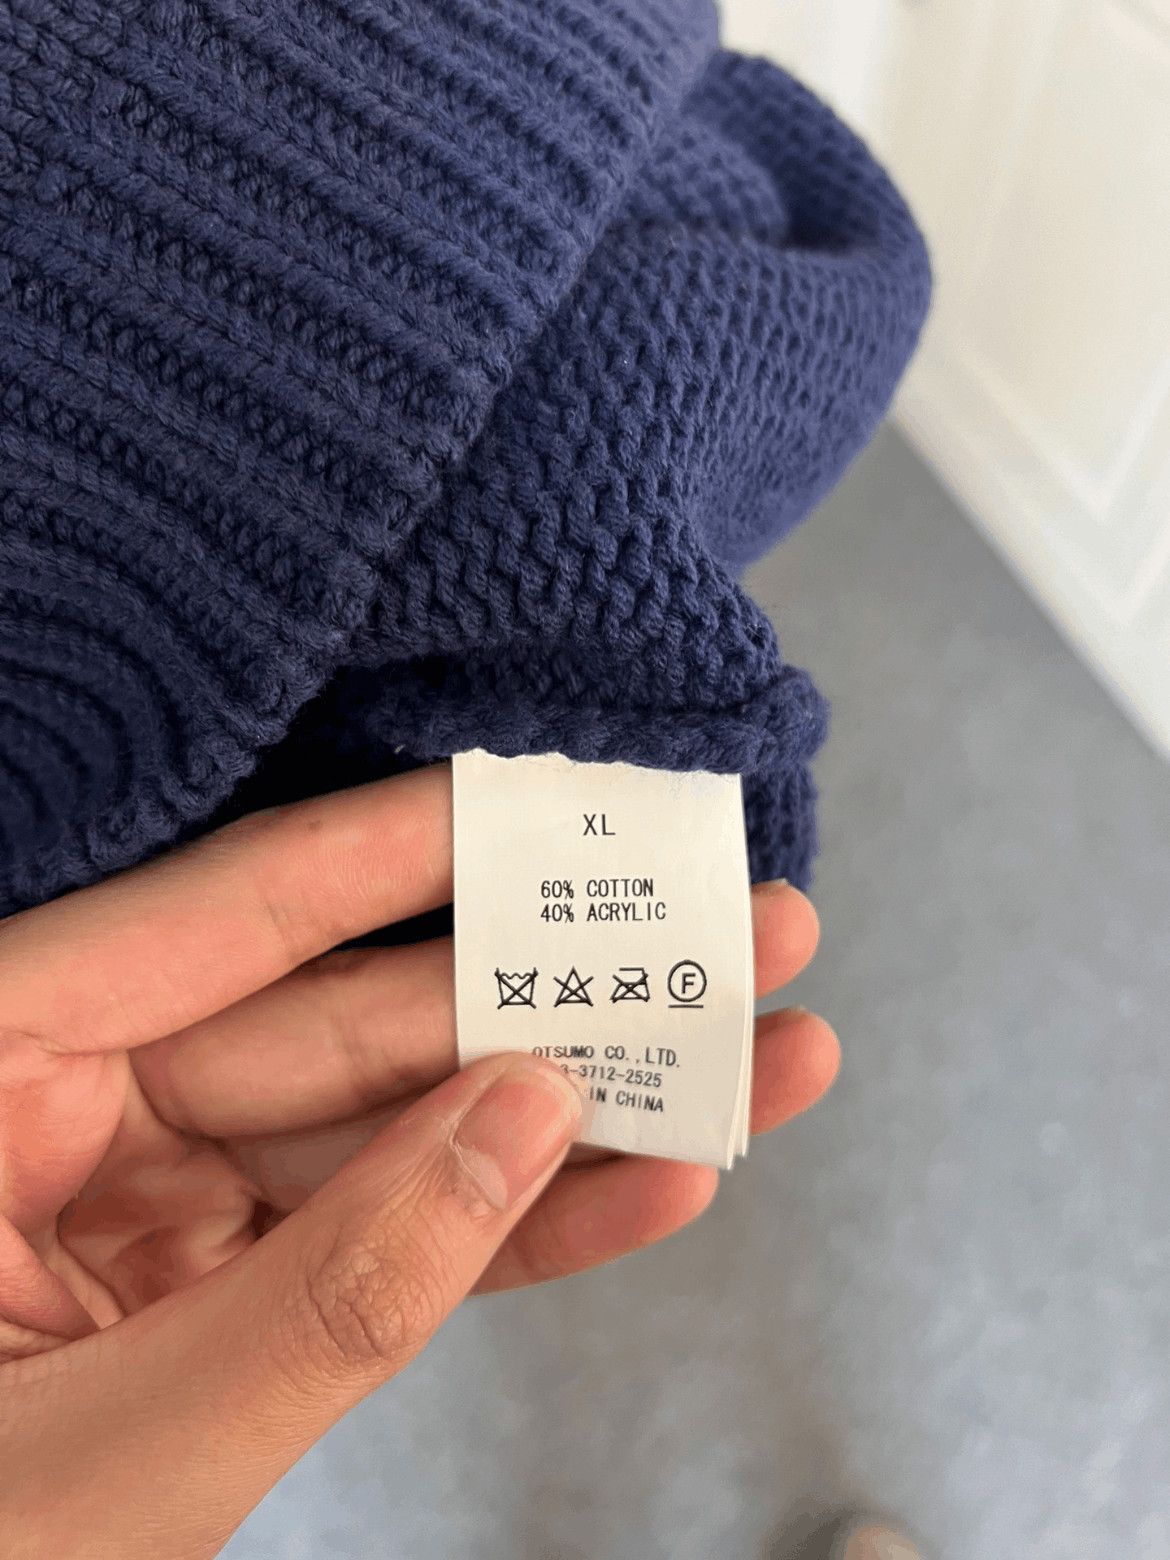 XL
60% COTTON
40% ACRYLIC
F
OTSUMO CO.,LTD.
3-3712-2525
IN CHINA